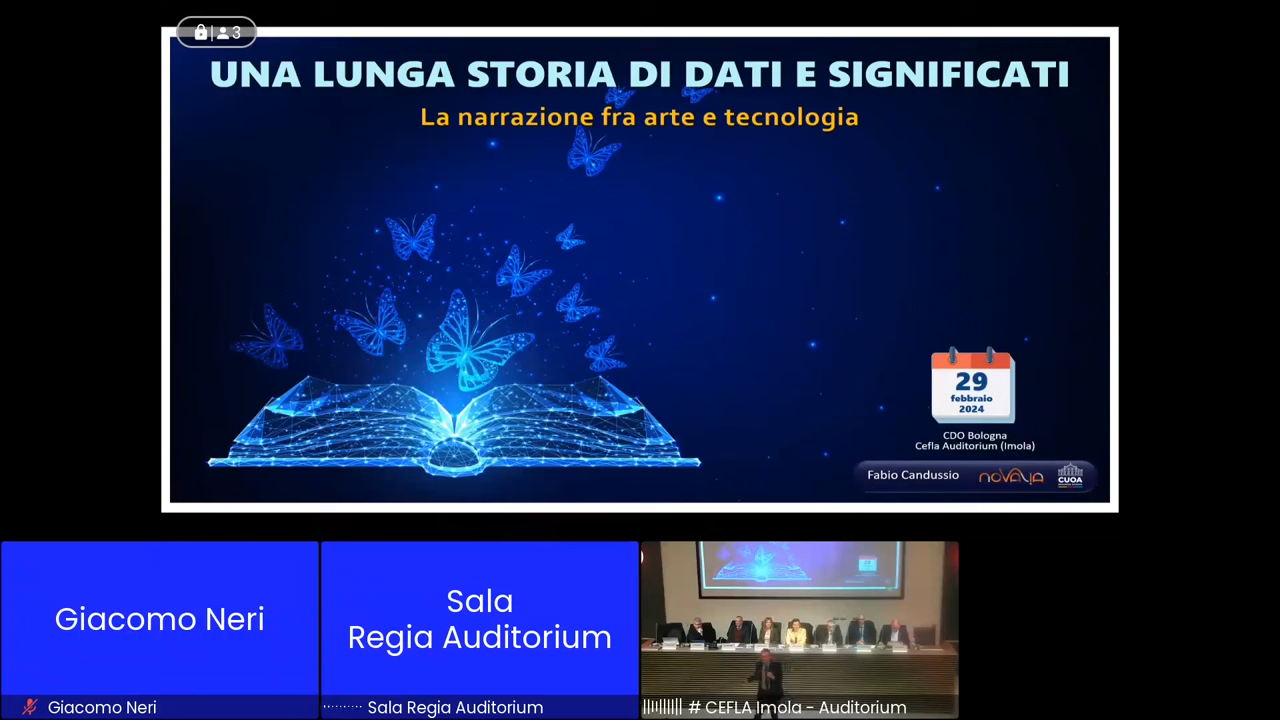 3
UNA LUNGA STORIA DI DATI E SIGNIFICATI
La narrazione fra arte e tecnologia
29
febbraio
2024
CDO Bologna
Cefla Auditorium (Imola)
Fabio Candussio
novalia
CUOA
Giacomo Neri
Sala
Regia Auditorium
Giacomo Neri
Sala Regia Auditorium
# CEFLA Imola - Auditorium